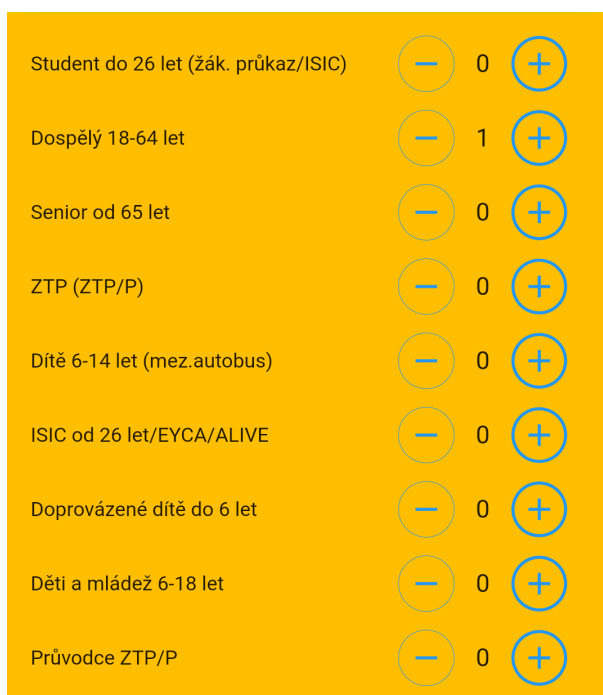 Student do 26 let (žák. průkaz/ISIC) − 0 +
Dospělý 18-64 let − 1 +
Senior od 65 let − 0 +
ZTP (ZTP/P) − 0 +
Dítě 6-14 let (mez.autobus) − 0 +
ISIC od 26 let/EYCA/ALIVE − 0 +
Doprovázené dítě do 6 let − 0 +
Děti a mládež 6-18 let − 0 +
Průvodce ZTP/P − 0 +